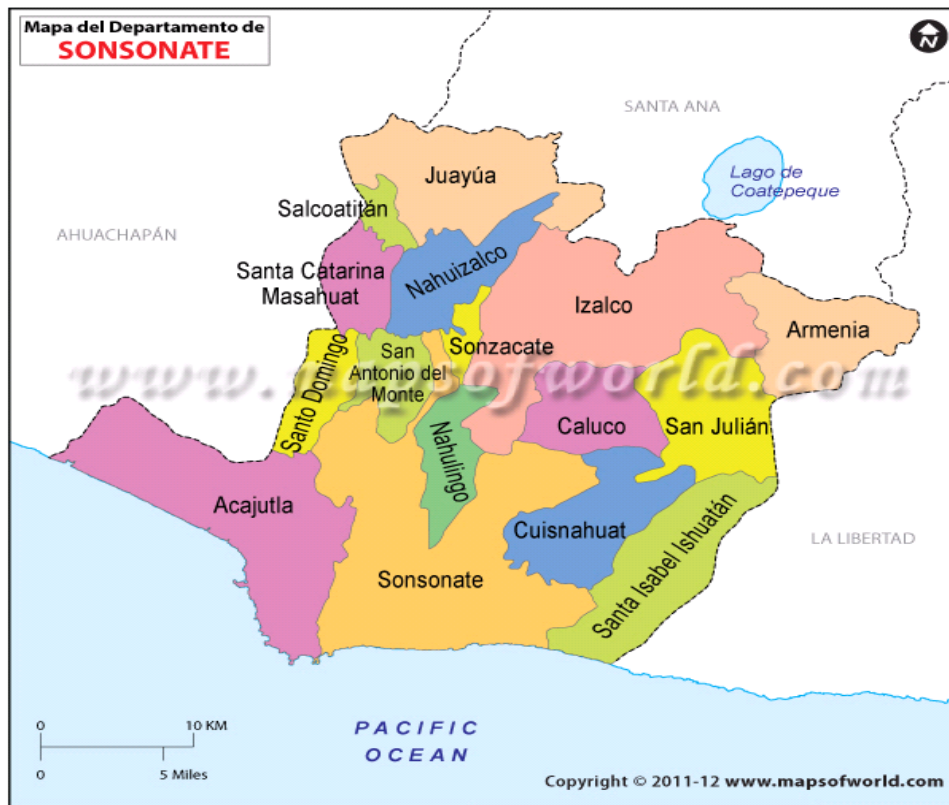 Mapa del Departamento de
SONSONATE
N
SANTA ANA
Lago de
Coatepeque
Juayúa
Salcoatitán
AHUACHAPÁN
Santa Catarina
Masahuat
Nahuizalco
Izalco
Armenia
Sonzacate
San
Antonio del
Monte
Santo Domingo
www.mapsofworld.com
Caluco
San Julián
Nahulingo
Acajutla
Cuisnahuat
LA LIBERTAD
Sonsonate
Santa Isabel Ishuatán
0 10 KM
0 5 Miles
PACIFIC
OCEAN
Copyright © 2011-12 www.mapsofworld.com